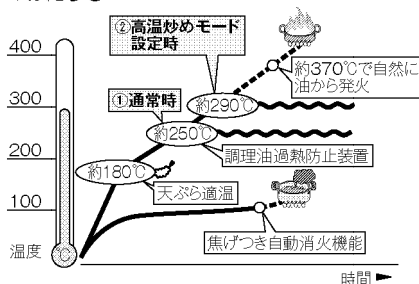 400
300
200
100
温度
℃
②高温炒めモード
設定時
①通常時
約290℃
約250℃
約180℃
約370℃で自然に
油から発火
調理油過熱防止装置
天ぷら適温
焦げつき自動消火機能
時間